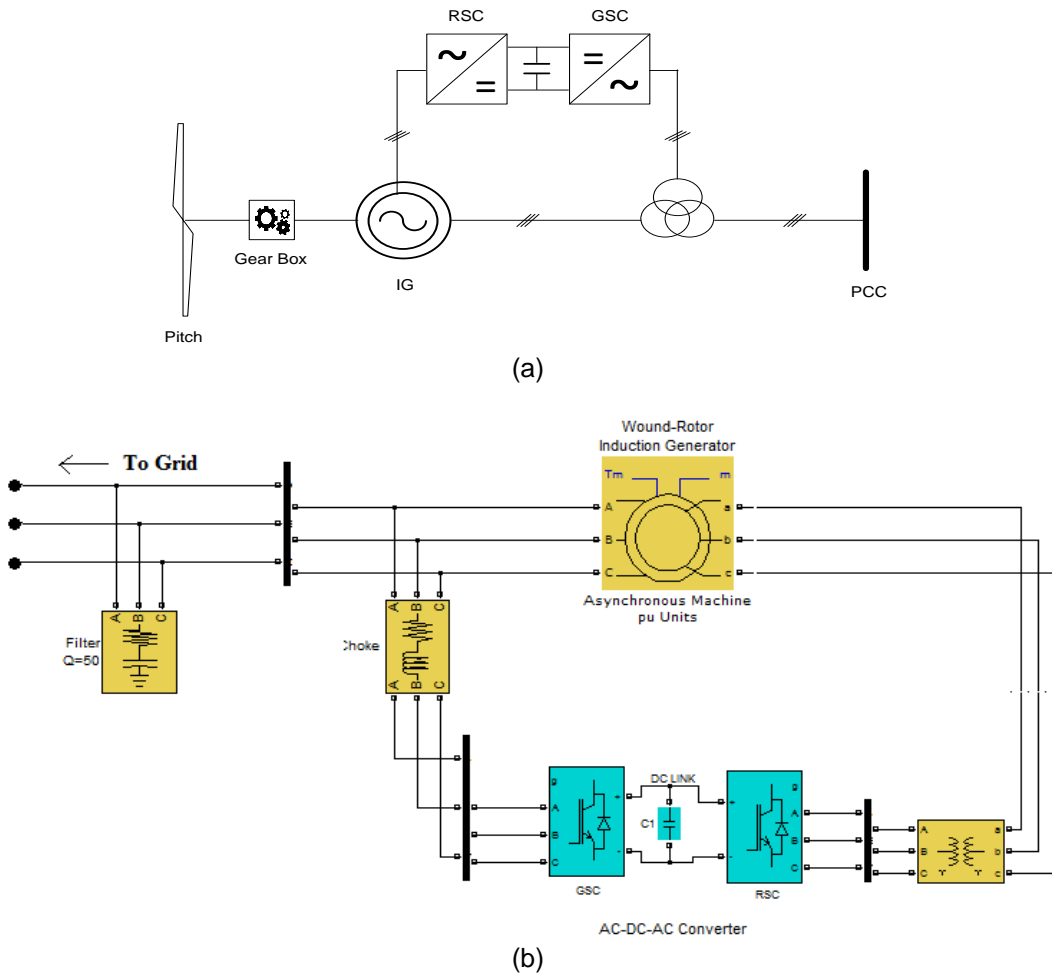 RSC
GSC
Gear Box
IG
PCC
Pitch
(a)
Wound-Rotor
Induction Generator
To Grid
Tm
m
A
a
B
b
C
c
Asynchronous Machine
pu Units
A
B
C
Filter
Q=50
A
B
C
Choke
A
B
C
DC LINK
g
+
A
B
C
-
C1
g
+
A
B
C
-
A
a
B
b
C
c
GSC
RSC
AC-DC-AC Converter
(b)